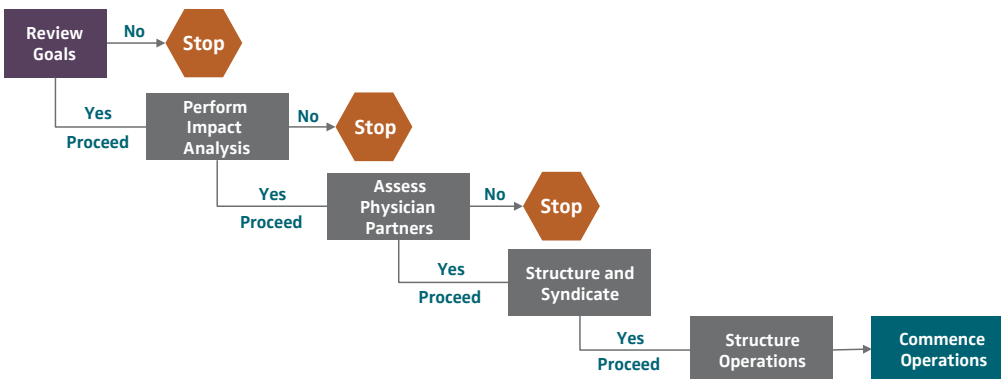 Review
Goals
No
Stop
Yes
Proceed
Perform
Impact
Analysis
No
Stop
Yes
Proceed
Assess
Physician
Partners
No
Stop
Yes
Proceed
Structure and
Syndicate
Yes
Proceed
Structure
Operations
Commence
Operations